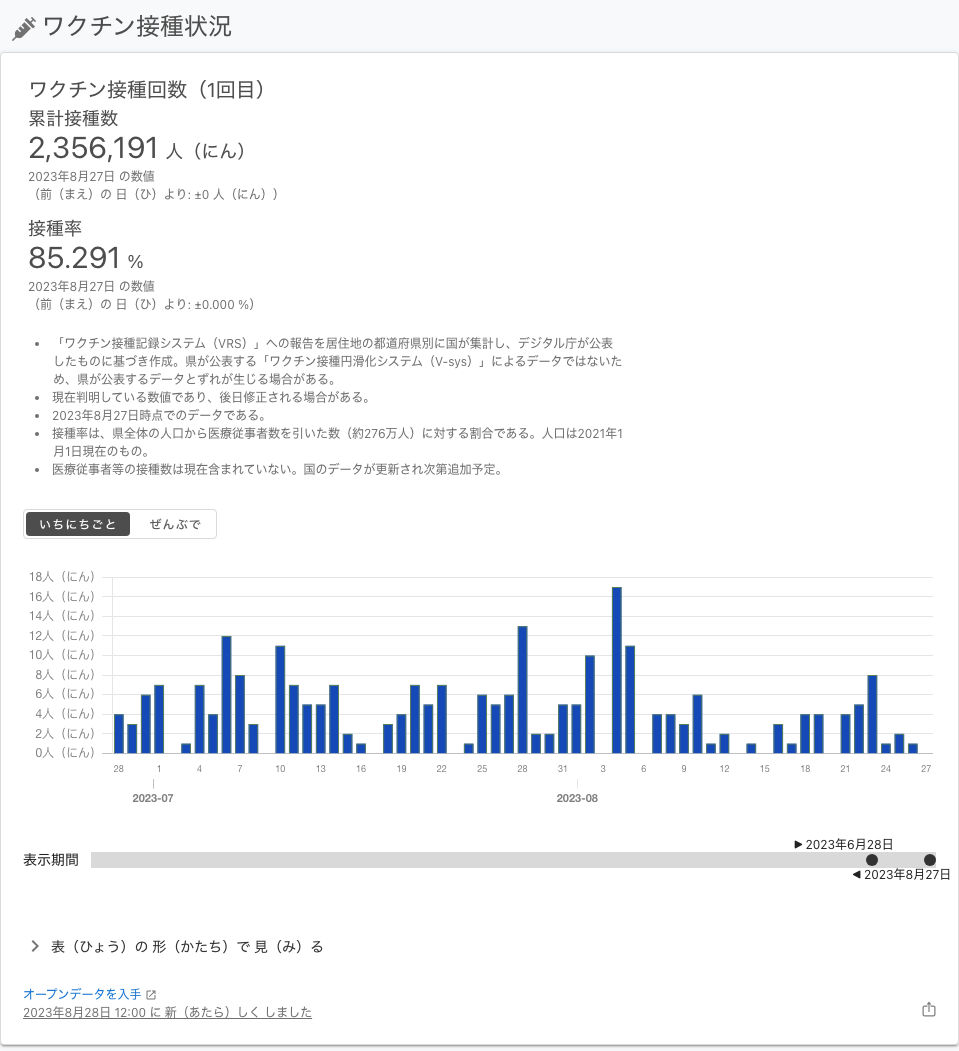 ワクチン接種状況
ワクチン接種回数（1回目）
累計接種数
2,356,191 人（にん）
2023年8月27日 の数値
（前（まえ）の 日（ひ）より: ±0 人（にん））
接種率
85.291 %
2023年8月27日 の数値
（前（まえ）の 日（ひ）より: ±0.000 %）
• 「ワクチン接種記録システム（VRS）」への報告を居住地の都道府県別に国が集計し、デジタル庁が公表
したものに基づき作成。県が公表する「ワクチン接種円滑化システム（V-sys）」によるデータではないた
め、県が公表するデータとずれが生じる場合がある。
• 現在判明している数値であり、後日修正される場合がある。
• 2023年8月27日時点でのデータである。
• 接種率は、県全体の人口から医療従事者数を引いた数（約276万人）に対する割合である。人口は2021年1
月1日現在のもの。
• 医療従事者等の接種数は現在含まれていない。国のデータが更新され次第追加予定。
いちにちごと ぜんぶで
18人（にん）
16人（にん）
14人（にん）
12人（にん）
10人（にん）
8人（にん）
6人（にん）
4人（にん）
2人（にん）
0人（にん）
28 1 4 7 10 13 16 19 22 25 28 31 3 6 9 12 15 18 21 24 27
2023-07 2023-08
▶ 2023年6月28日
表示期間
◀ 2023年8月27日
表（ひょう）の 形（かたち）で 見（み）る
オープンデータを入手
2023年8月28日 12:00 に 新（あたら）しく しました